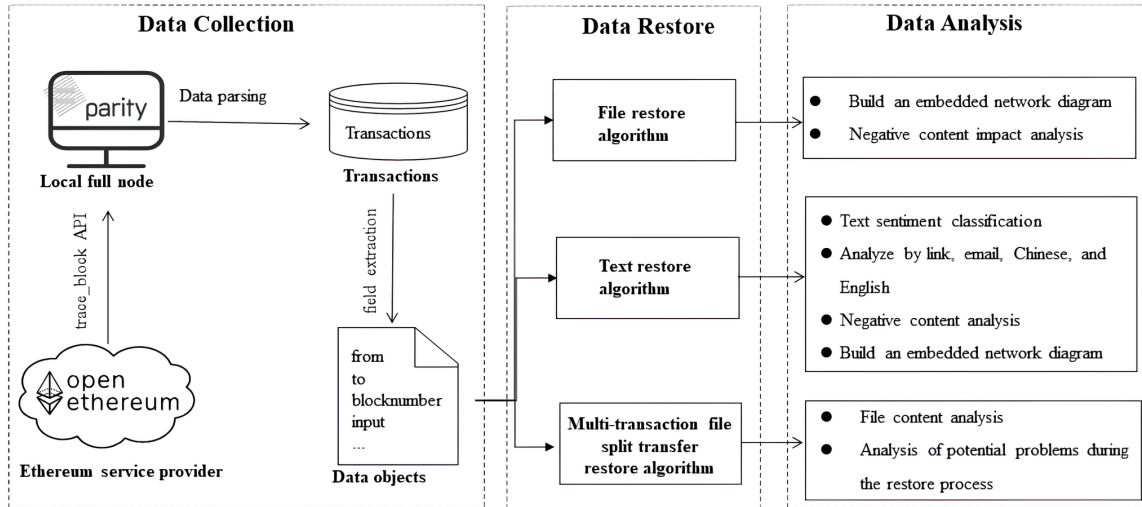 Data Collection
parity
Local full node
Data parsing
Transactions
Transactions
trace_block API
field extraction
open
ethereum
Ethereum service provider
from
to
blocknumber
input
...
Data objects
Data Restore
File restore
algorithm
Text restore
algorithm
Multi-transaction file
split transfer
restore algorithm
Data Analysis
● Build an embedded network diagram
● Negative content impact analysis
● Text sentiment classification
● Analyze by link, email, Chinese, and
English
● Negative content analysis
● Build an embedded network diagram
● File content analysis
● Analysis of potential problems during
the restore process